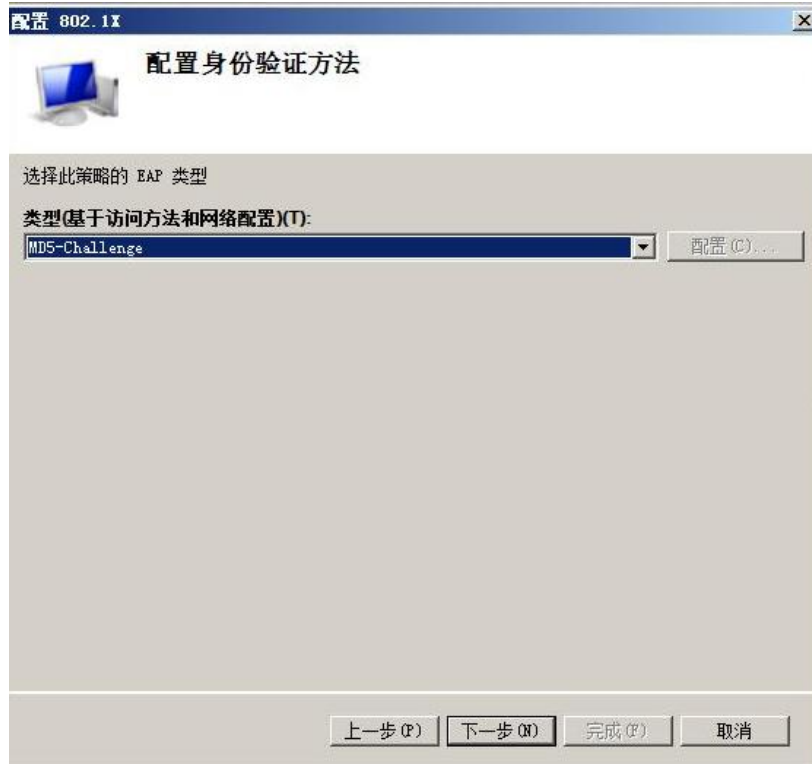 配置 802.1X
配置身份验证方法
选择此策略的 EAP 类型
类型(基于访问方法和网络配置)(T):
MD5-Challenge
配置(C)...
上一步(P)
下一步(N)
完成(F)
取消